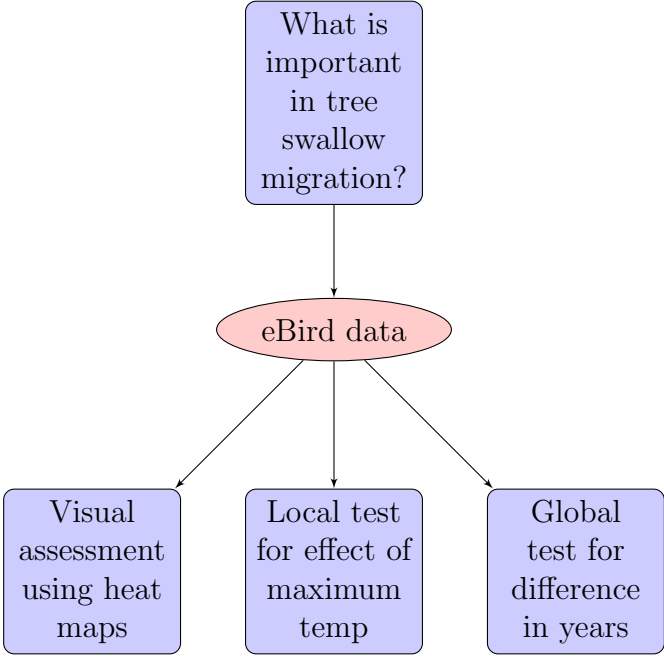 What is
important
in tree
swallow
migration?
eBird data
Visual
assessment
using heat
maps
Local test
for effect of
maximum
temp
Global
test for
difference
in years